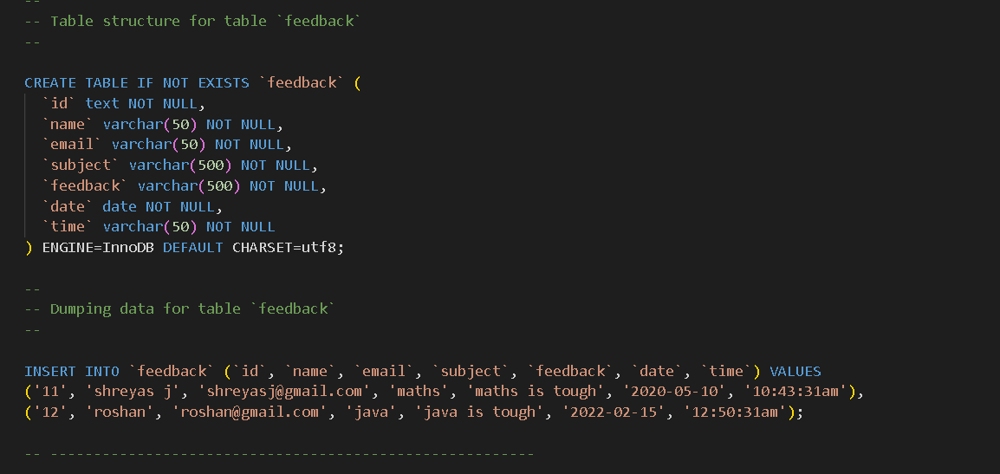 --
-- Table structure for table `feedback`
--
CREATE TABLE IF NOT EXISTS `feedback` (
`id` text NOT NULL,
`name` varchar(50) NOT NULL,
`email` varchar(50) NOT NULL,
`subject` varchar(500) NOT NULL,
`feedback` varchar(500) NOT NULL,
`date` date NOT NULL,
`time` varchar(50) NOT NULL
) ENGINE=InnoDB DEFAULT CHARSET=utf8;
--
-- Dumping data for table `feedback`
--
INSERT INTO `feedback` (`id`, `name`, `email`, `subject`, `feedback`, `date`, `time`) VALUES
('11', 'shreyas j', 'shreyasj@gmail.com', 'maths', 'maths is tough', '2020-05-10', '10:43:31am'),
('12', 'roshan', 'roshan@gmail.com', 'java', 'java is tough', '2022-02-15', '12:50:31am');
-- --------------------------------------------------------